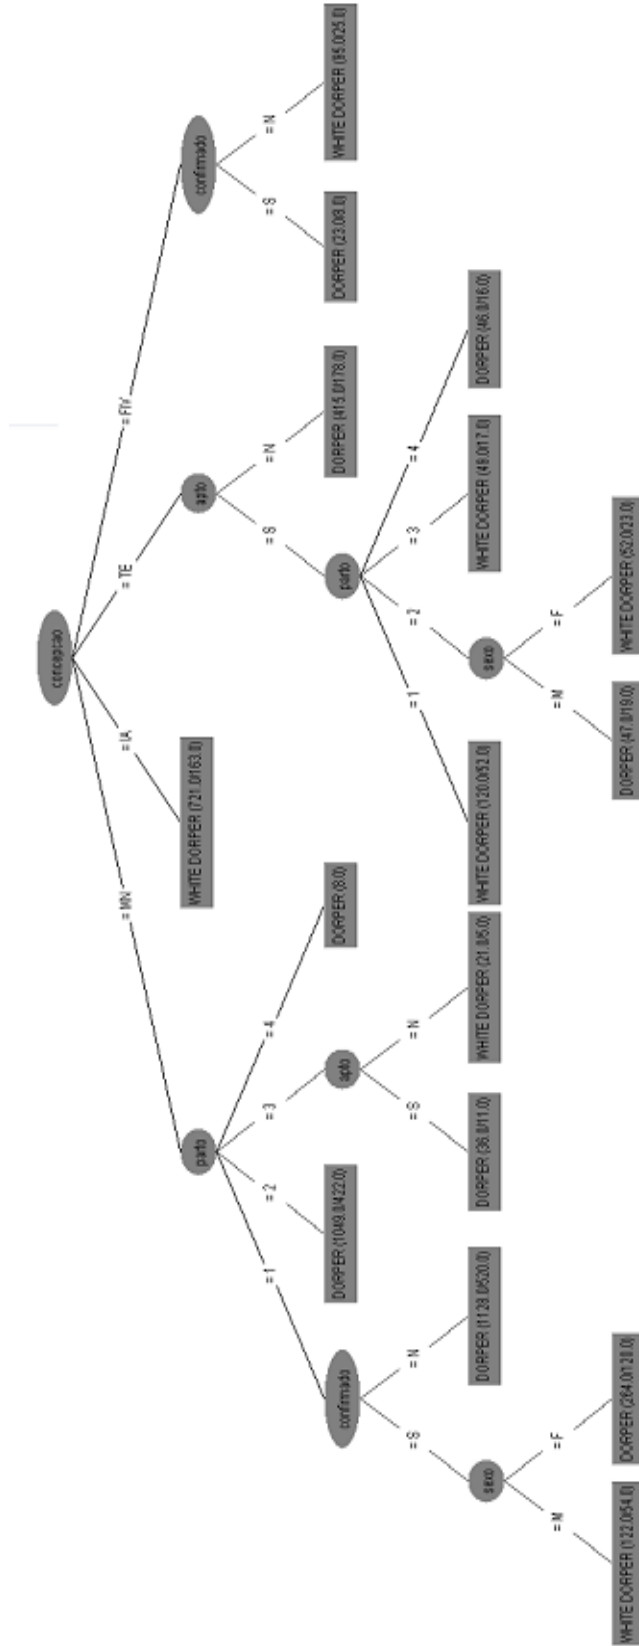 concepcao
= MN
= IA
= TE
= FIV
parto
WHITE DORPER (721.0/163.0)
apto
confirmado
= 1
= 2
= 3
= 4
= S
= N
= S
= N
confirmado
DORPER (1049.0/422.0)
apto
DORPER (8.0)
parto
DORPER (415.0/178.0)
DORPER (23.0/8.0)
WHITE DORPER (95.0/25.0)
= S
= N
= S
= N
= 1
= 2
= 3
= 4
sexo
DORPER (1128.0/520.0)
DORPER (36.0/11.0)
WHITE DORPER (21.0/5.0)
WHITE DORPER (120.0/52.0)
sexo
WHITE DORPER (49.0/17.0)
DORPER (46.0/16.0)
= M
= F
= M
= F
WHITE DORPER (122.0/54.0)
DORPER (264.0/120.0)
DORPER (47.0/19.0)
WHITE DORPER (52.0/23.0)